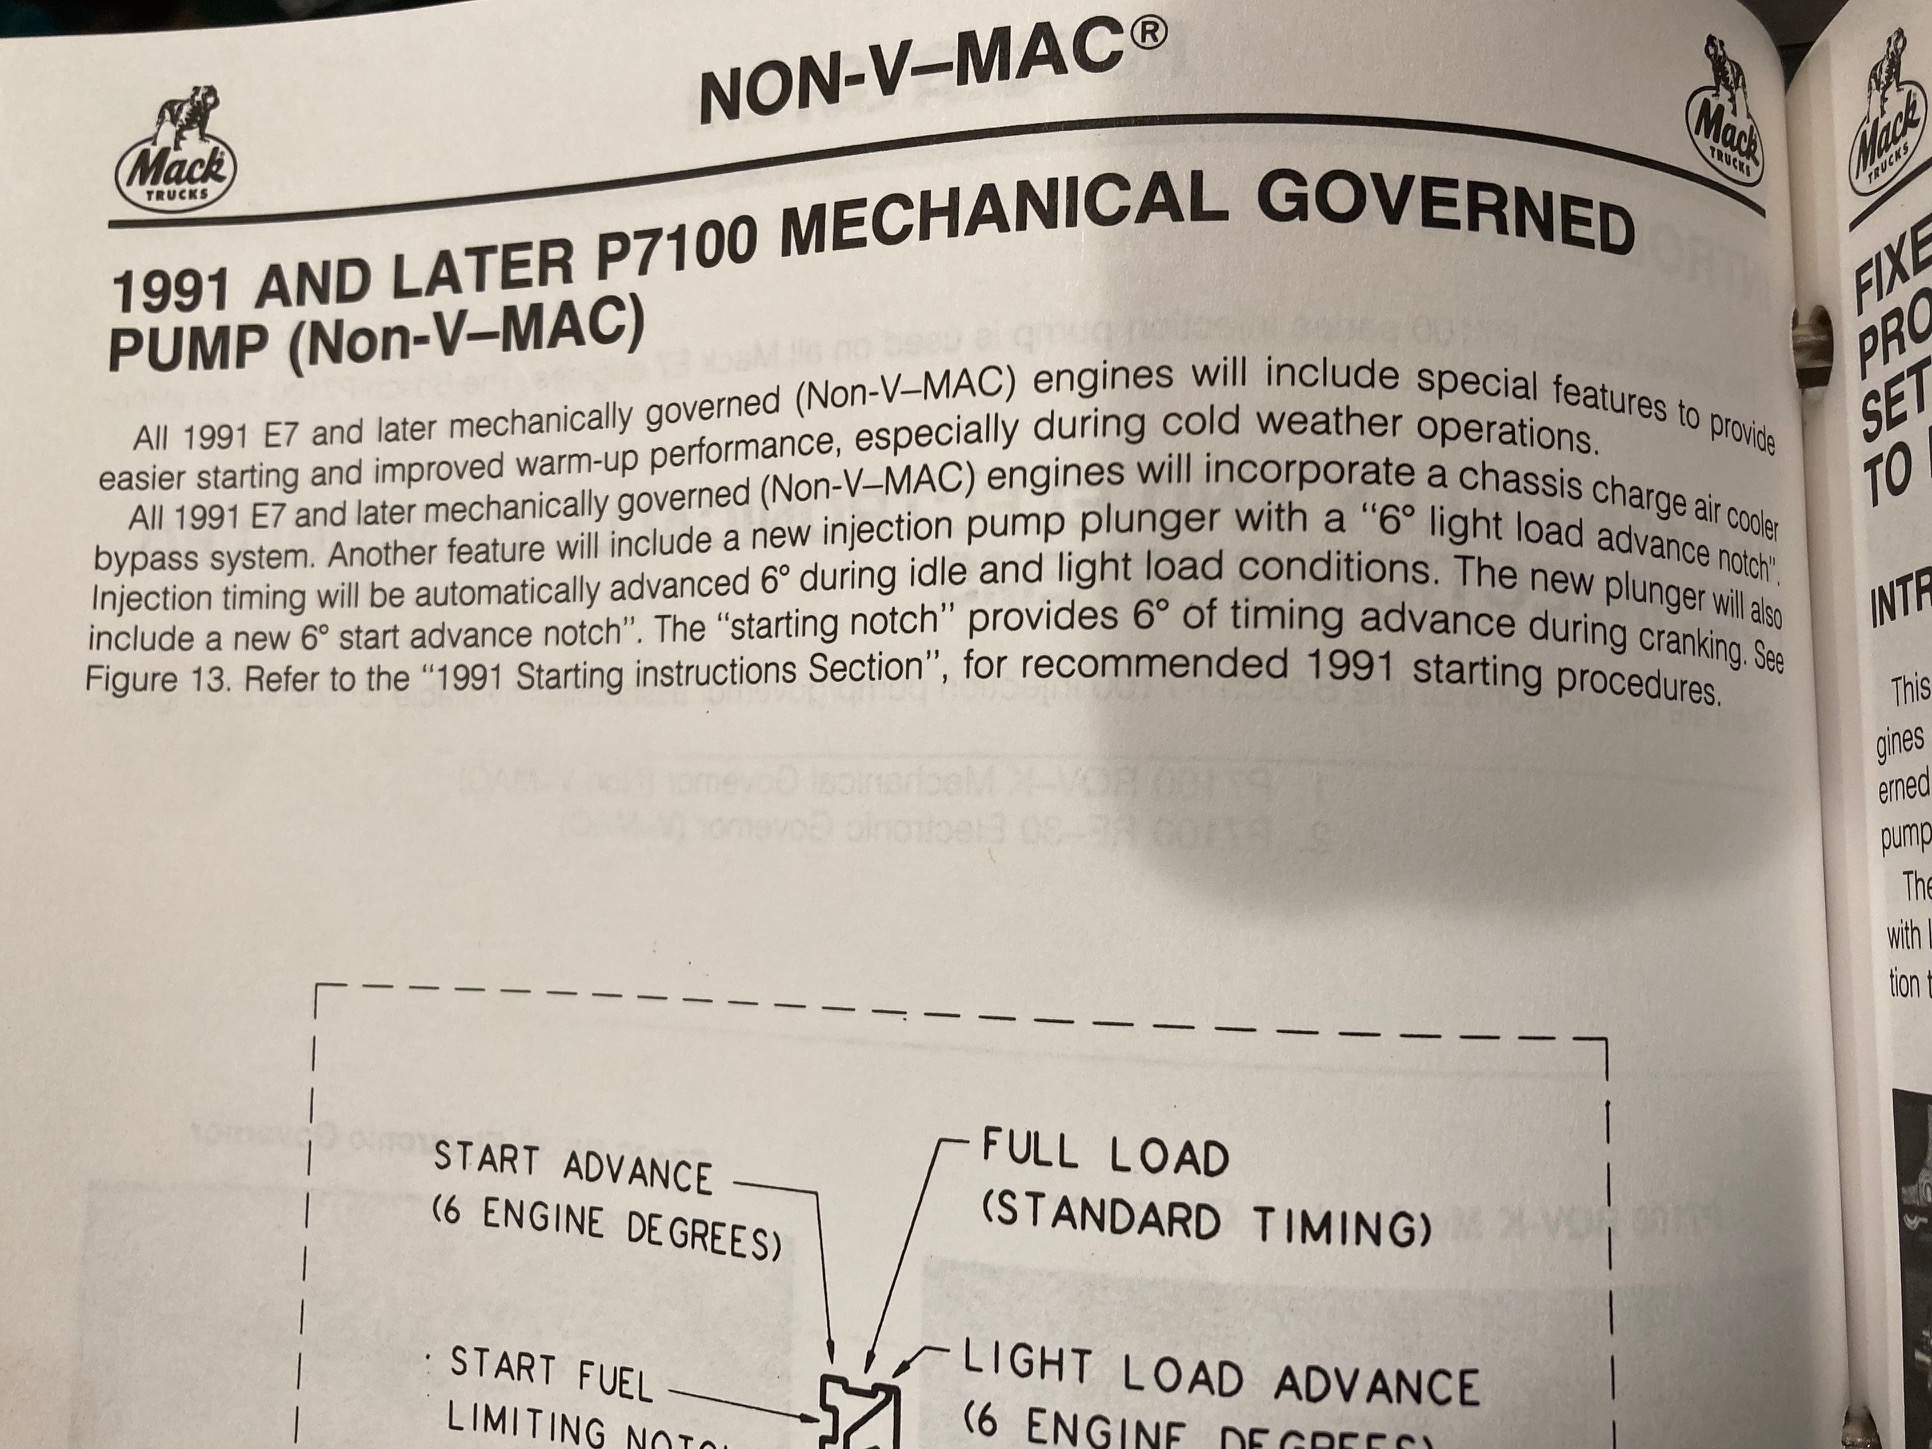 NON-V–MAC®
Mack
TRUCKS
Mack
TRUCKS
1991 AND LATER P7100 MECHANICAL GOVERNED
PUMP (Non-V–MAC)
All 1991 E7 and later mechanically governed (Non-V–MAC) engines will include special features to provide
easier starting and improved warm-up performance, especially during cold weather operations.
All 1991 E7 and later mechanically governed (Non-V–MAC) engines will incorporate a chassis charge air cooler
bypass system. Another feature will include a new injection pump plunger with a “6° light load advance notch”.
Injection timing will be automatically advanced 6° during idle and light load conditions. The new plunger will also
include a new 6° start advance notch”. The “starting notch” provides 6° of timing advance during cranking. See
Figure 13. Refer to the “1991 Starting instructions Section”, for recommended 1991 starting procedures.
START ADVANCE
(6 ENGINE DEGREES)
FULL LOAD
(STANDARD TIMING)
START FUEL
LIMITING
LIGHT LOAD ADVANCE
(6 ENGINE DEGREES)
Mack
TRUCKS
TO
This
gines
erned
pump
with